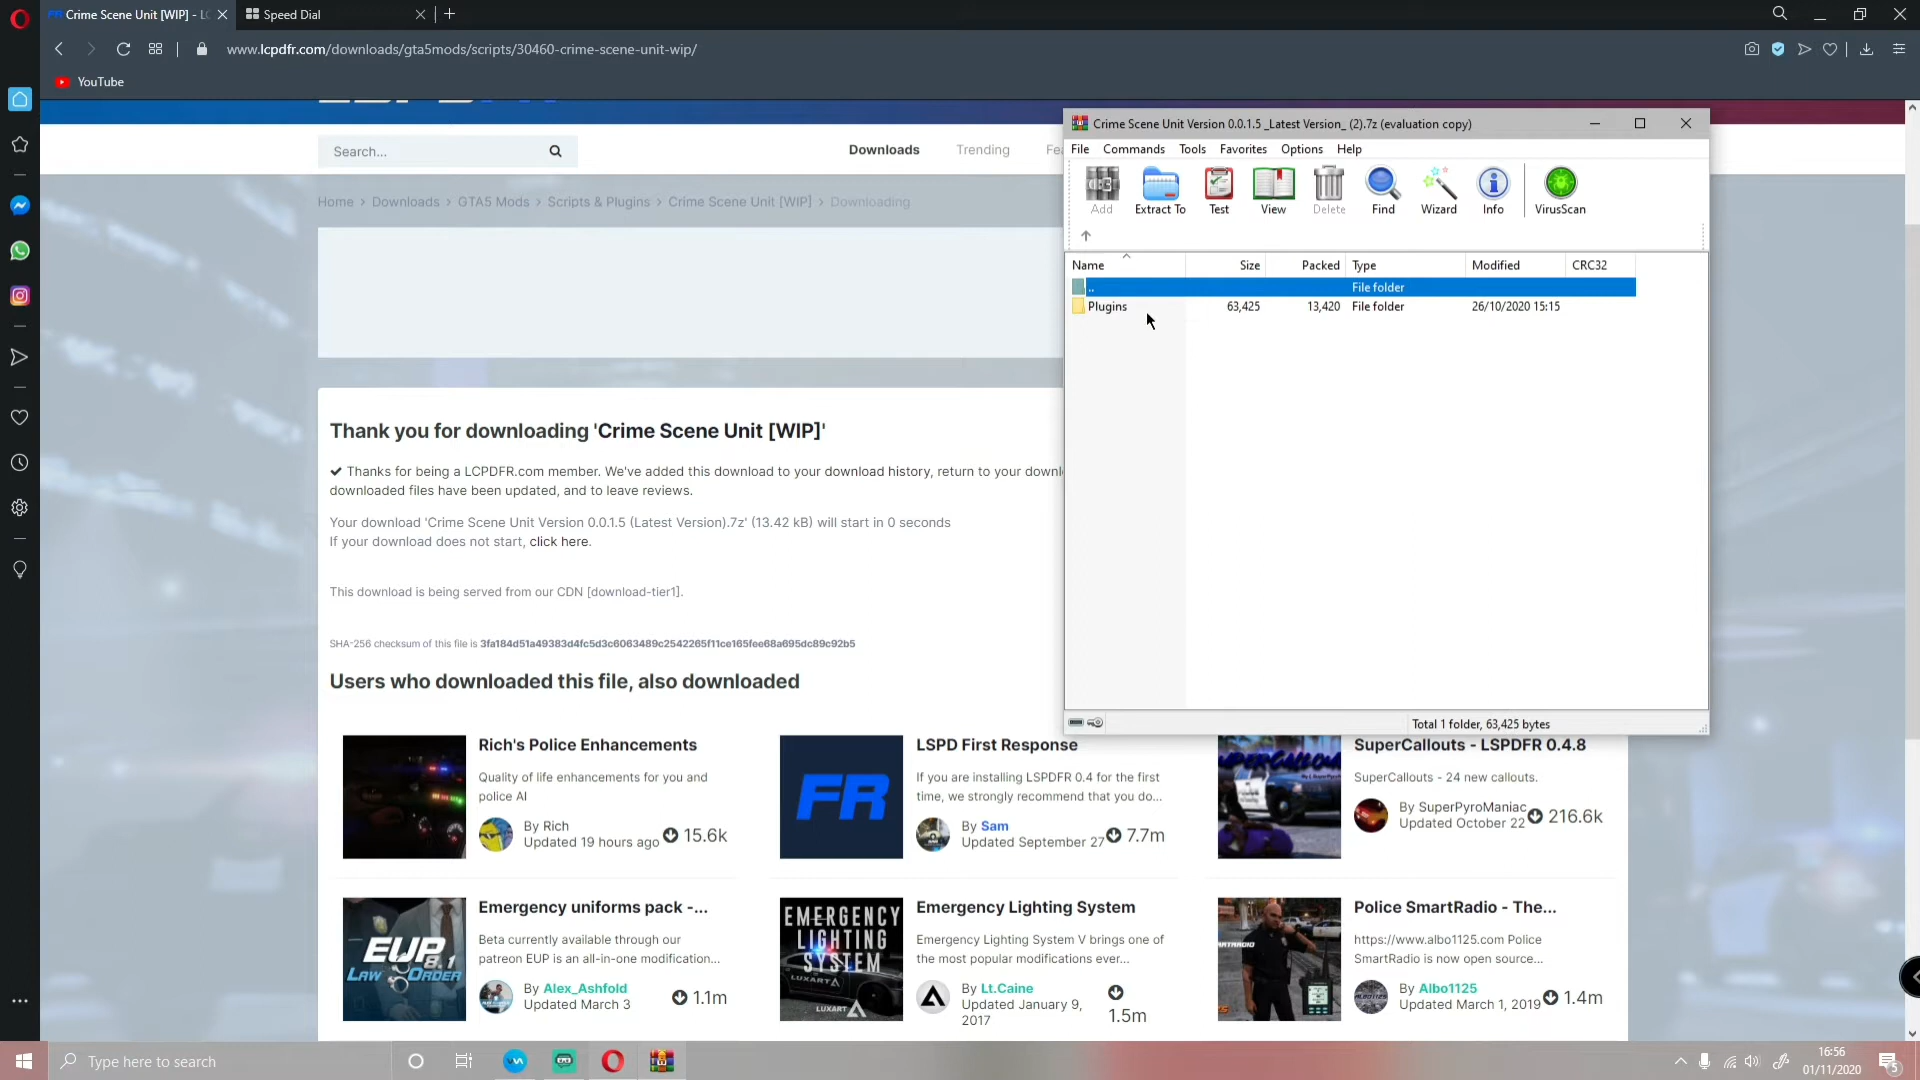 Crime Scene Unit [WIP] - LC
Speed Dial
www.lcpdfr.com/downloads/gta5mods/scripts/30460-crime-scene-unit-wip/
YouTube
Search...
Downloads
Trending
Fea
Home > Downloads > GTA5 Mods > Scripts & Plugins > Crime Scene Unit [WIP] > Downloading
Crime Scene Unit Version 0.0.1.5 _Latest Version_ (2).7z (evaluation copy)
File Commands Tools Favorites Options Help
Add Extract To Test View Delete Find Wizard Info VirusScan
Name Size Packed Type Modified CRC32
.. File folder
Plugins 63,425 13,420 File folder 26/10/2020 15:15
Total 1 folder, 63,425 bytes
Thank you for downloading 'Crime Scene Unit [WIP]'
✔ Thanks for being a LCPDFR.com member. We've added this download to your download history, return to your downl
downloaded files have been updated, and to leave reviews.
Your download 'Crime Scene Unit Version 0.0.1.5 (Latest Version).7z' (13.42 kB) will start in 0 seconds
If your download does not start, click here.
This download is being served from our CDN [download-tier1].
SHA-256 checksum of this file is 3fa184d51a49383d4fc5d3c6063489c2542265f11ce165fee68a695dc89c92b5
Users who downloaded this file, also downloaded
Rich's Police Enhancements
Quality of life enhancements for you and
police AI
By Rich
Updated 19 hours ago
15.6k
FR
LSPD First Response
If you are installing LSPDFR 0.4 for the first
time, we strongly recommend that you do...
By Sam
Updated September 27
7.7m
SuperCallouts - LSPDFR 0.4.8
SuperCallouts - 24 new callouts.
By SuperPyroManiac
Updated October 22
216.6k
EUP 8.1
LAW & ORDER
Emergency uniforms pack -...
Beta currently available through our
patreon EUP is an all-in-one modification...
By Alex_Ashfold
Updated March 3
1.1m
EMERGENCY
LIGHTING
SYSTEM
LUXART
Emergency Lighting System
Emergency Lighting System V brings one of
the most popular modifications ever...
By Lt.Caine
Updated January 9,
2017
1.5m
Police SmartRadio - The...
https://www.albo1125.com Police
SmartRadio is now open source...
By Albo1125
Updated March 1, 2019
1.4m
Type here to search
16:56
01/11/2020
5